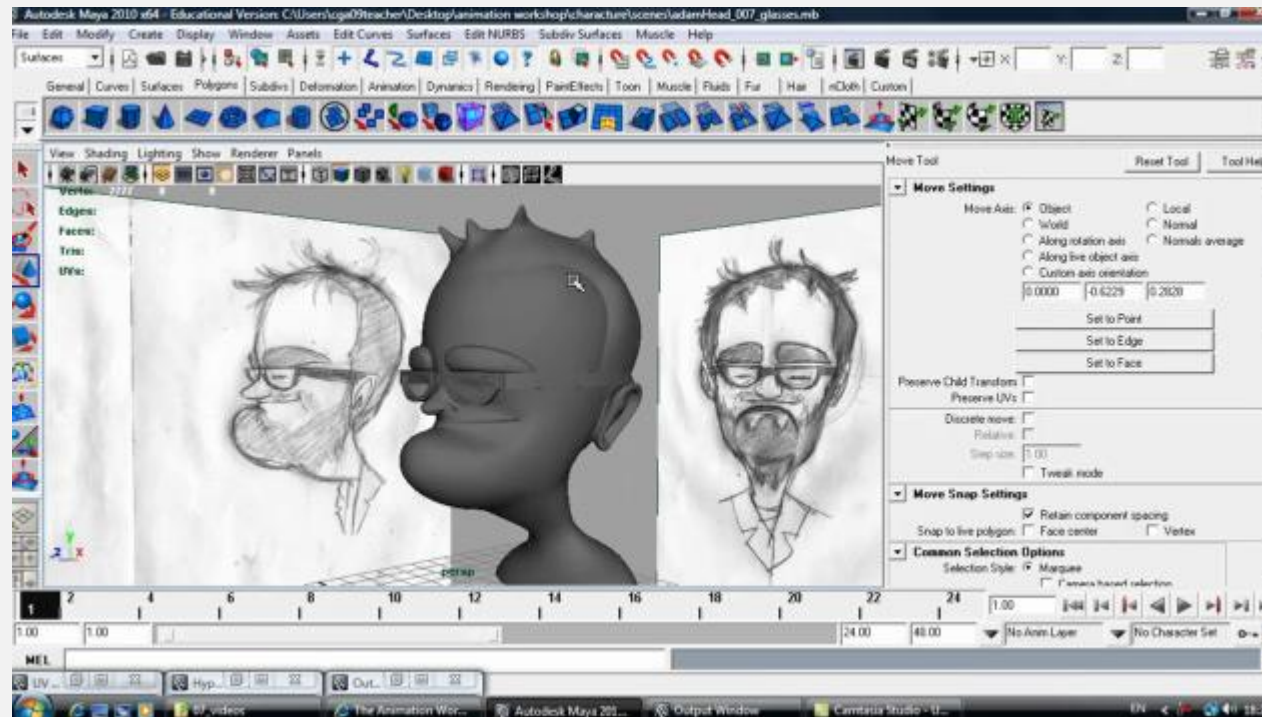 Autodesk Maya 2010 x64 - Educational Version: C:\Users\cga09teacher\Desktop\animation workshop\characture\scenes\adamHead_007_glasses.mb
File Edit Modify Create Display Window Assets Edit Curves Surfaces Edit NURBS Subdiv Surfaces Muscle Help
Surfaces X: Y: Z:
General Curves Surfaces Polygons Subdivs Deformation Animation Dynamics Rendering PaintEffects Toon Muscle Fluids Fur Hair nCloth Custom
View Shading Lighting Show Renderer Panels
Move Tool Reset Tool Tool Hel
Verts:
Edges:
Faces:
Tris:
UVs:
Move Settings
Move Axis: Object Local
World Normal
Along rotation axis Normals average
Along live object axis
Custom axis orientation
0.0000 -0.6229 0.2828
Set to Point
Set to Edge
Set to Face
Preserve Child Transform
Preserve UVs
Discrete move:
Relative:
Step size: 1.00
Tweak mode
Move Snap Settings
Retain component spacing
Snap to live polygon: Face center Vertex
Common Selection Options
Selection Style: Marquee
Camera based selection
y
z x
persp
1 2 4 6 8 10 12 14 16 18 20 22 24 1.00
1.00 1.00 24.00 48.00 No Anim Layer No Character Set
MEL
UV... Hyp... Out...
07_videos The Animation Wor... Autodesk Maya 201... Output Window Camtasia Studio - U... EN